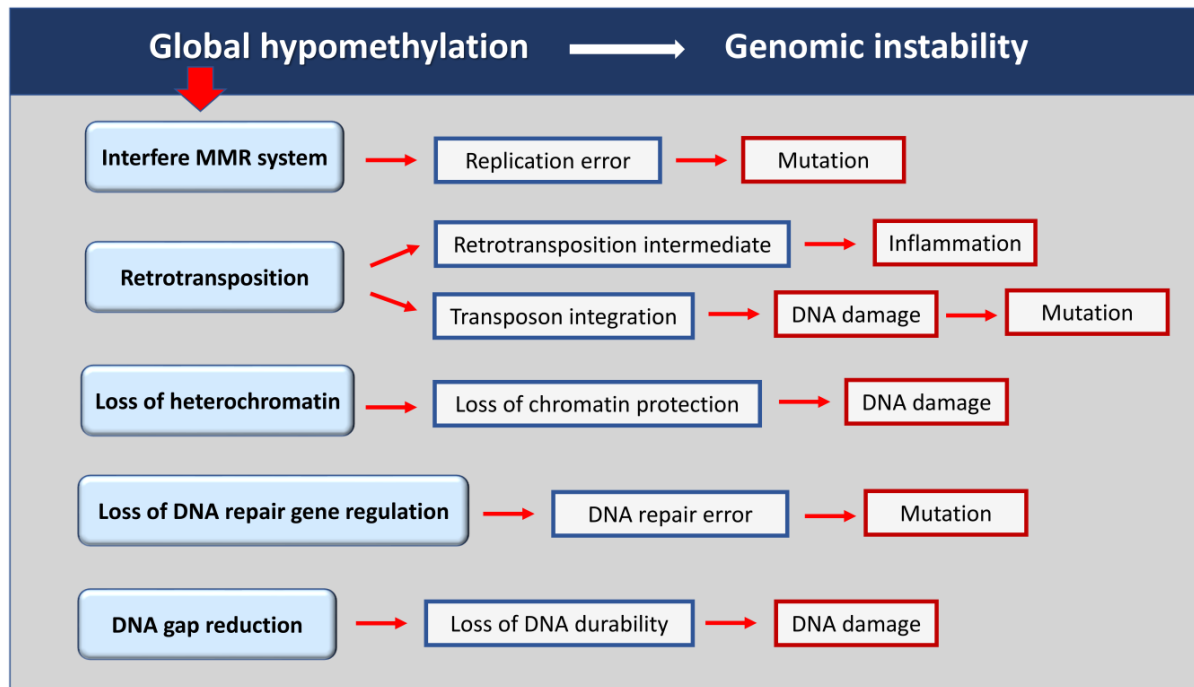 Global hypomethylation
Genomic instability
Interfere MMR system
Replication error
Mutation
Retrotransposition
Retrotransposition intermediate
Inflammation
Transposon integration
DNA damage
Mutation
Loss of heterochromatin
Loss of chromatin protection
DNA damage
Loss of DNA repair gene regulation
DNA repair error
Mutation
DNA gap reduction
Loss of DNA durability
DNA damage